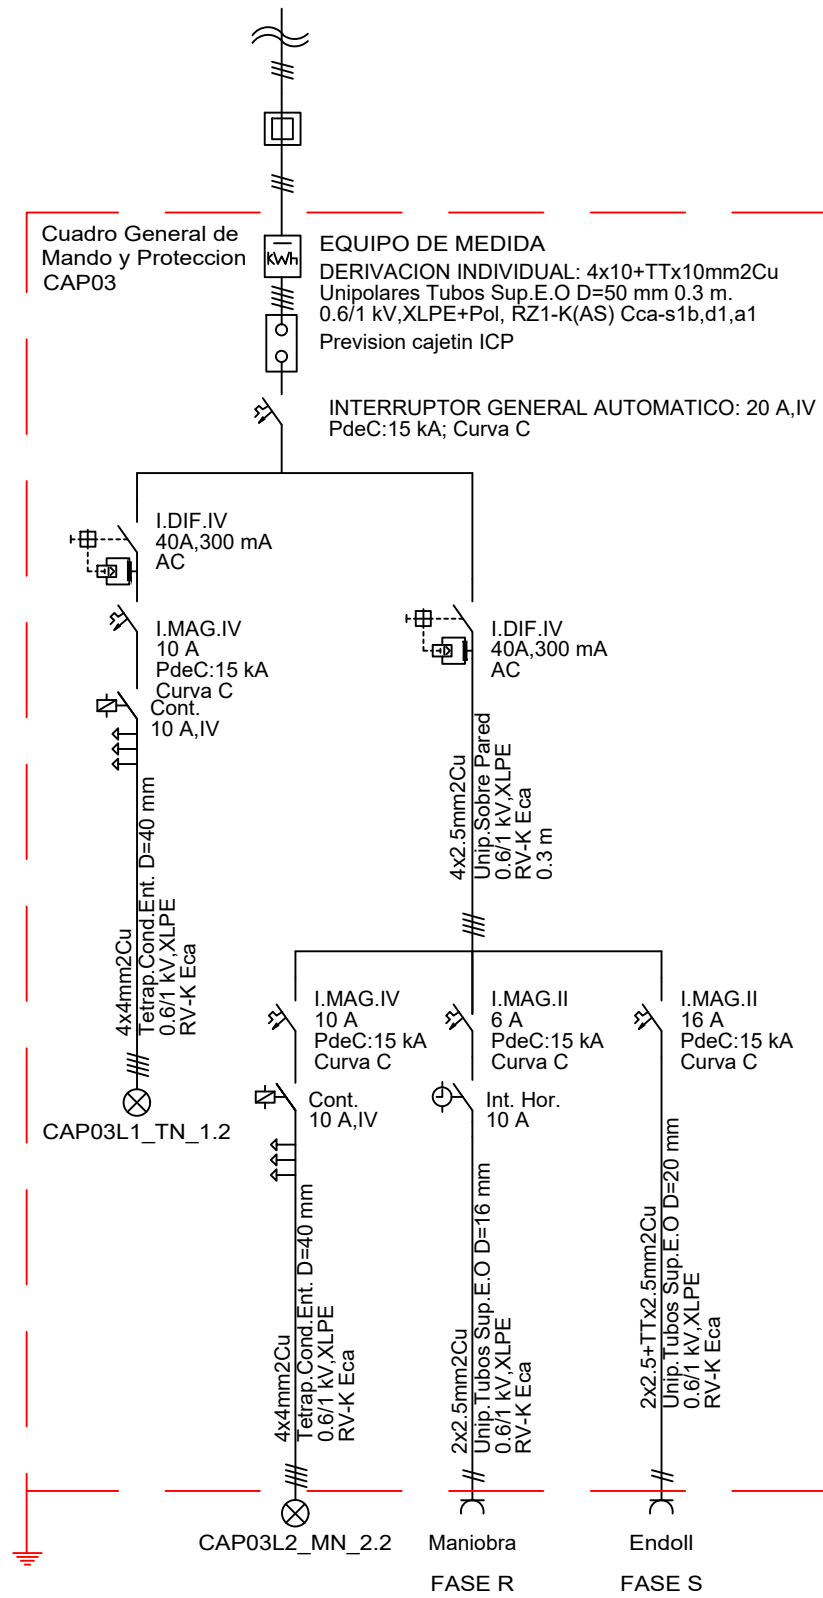 Cuadro General de
Mando y Proteccion
CAP03
KWh
EQUIPO DE MEDIDA
DERIVACION INDIVIDUAL: 4x10+TTx10mm2Cu
Unipolares Tubos Sup.E.O D=50 mm 0.3 m.
0.6/1 kV,XLPE+Pol, RZ1-K(AS) Cca-s1b,d1,a1
Prevision cajetin ICP
INTERRUPTOR GENERAL AUTOMATICO: 20 A,IV
PdeC:15 kA; Curva C
I.DIF.IV
40A,300 mA
AC
I.MAG.IV
10 A
PdeC:15 kA
Curva C
Cont.
10 A,IV
4x4mm2Cu
Tetrap.Cond.Ent. D=40 mm
0.6/1 kV,XLPE
RV-K Eca
CAP03L1_TN_1.2
I.DIF.IV
40A,300 mA
AC
4x2.5mm2Cu
Unip.Sobre Pared
0.6/1 kV,XLPE
RV-K Eca
0.3 m
I.MAG.IV
10 A
PdeC:15 kA
Curva C
Cont.
10 A,IV
4x4mm2Cu
Tetrap.Cond.Ent. D=40 mm
0.6/1 kV,XLPE
RV-K Eca
CAP03L2_MN_2.2
I.MAG.II
6 A
PdeC:15 kA
Curva C
Int. Hor.
10 A
2x2.5mm2Cu
Unip.Tubos Sup.E.O D=16 mm
0.6/1 kV,XLPE
RV-K Eca
Maniobra
FASE R
I.MAG.II
16 A
PdeC:15 kA
Curva C
2x2.5+TTx2.5mm2Cu
Unip.Tubos Sup.E.O D=20 mm
0.6/1 kV,XLPE
RV-K Eca
Endoll
FASE S